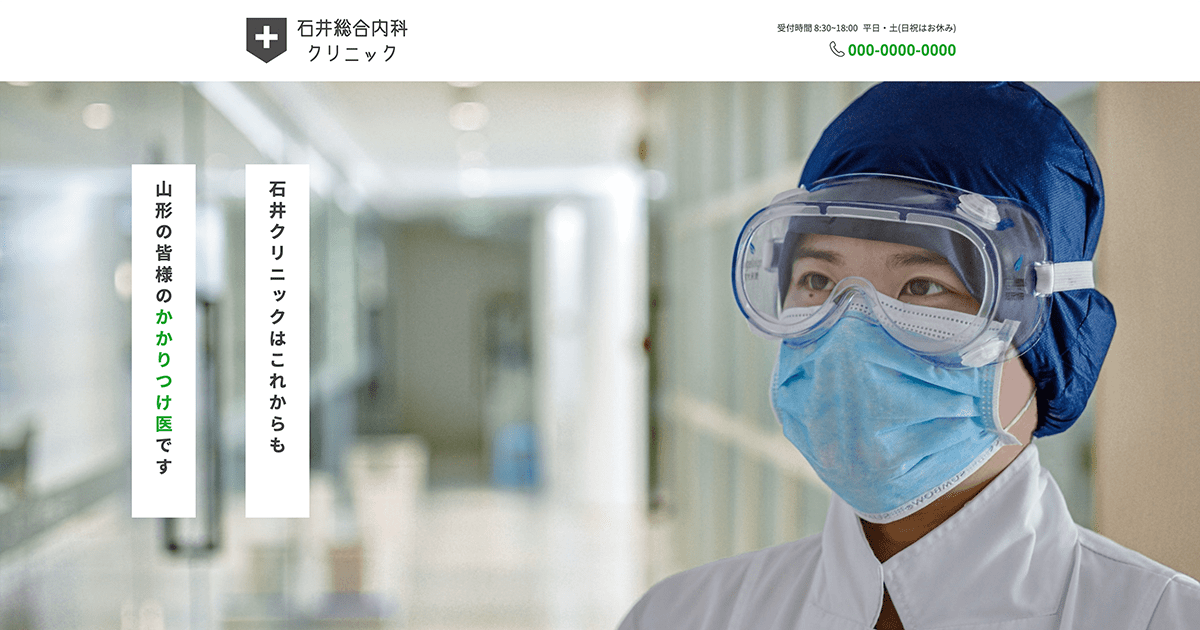 石井総合内科
クリニック
受付時間 8:30~18:00 平日・土(日祝はお休み)
000-0000-0000
石井クリニックはこれからも
山形の皆様のかかりつけ医です